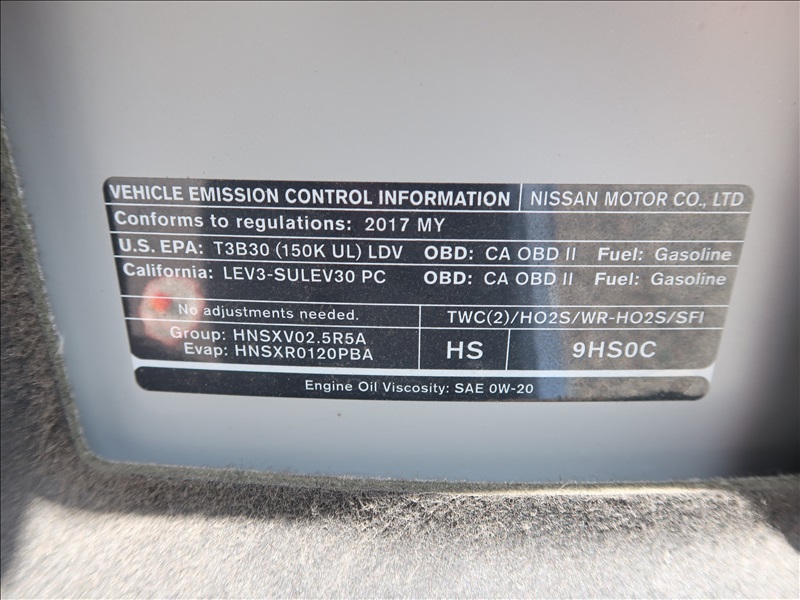 VEHICLE EMISSION CONTROL INFORMATION NISSAN MOTOR CO., LTD
Conforms to regulations: 2017 MY
U.S. EPA: T3B30 (150K UL) LDV OBD: CA OBD II Fuel: Gasoline
California: LEV3-SULEV30 PC OBD: CA OBD II Fuel: Gasoline
No adjustments needed. TWC(2)/HO2S/WR-HO2S/SFI
Group: HNSXV02.5R5A
Evap: HNSXR0120PBA
HS 9HS0C
Engine Oil Viscosity: SAE 0W-20